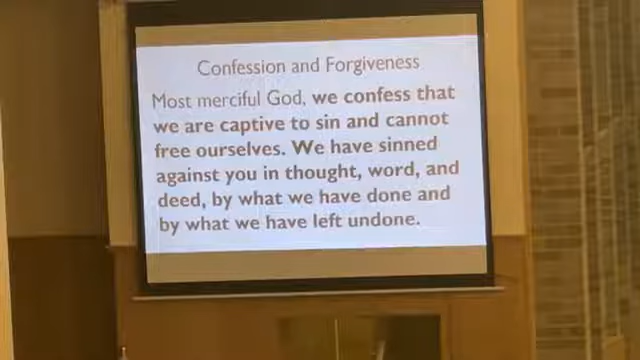 Confession and Forgiveness
Most merciful God, we confess that
we are captive to sin and cannot
free ourselves. We have sinned
against you in thought, word, and
deed, by what we have done and
by what we have left undone.